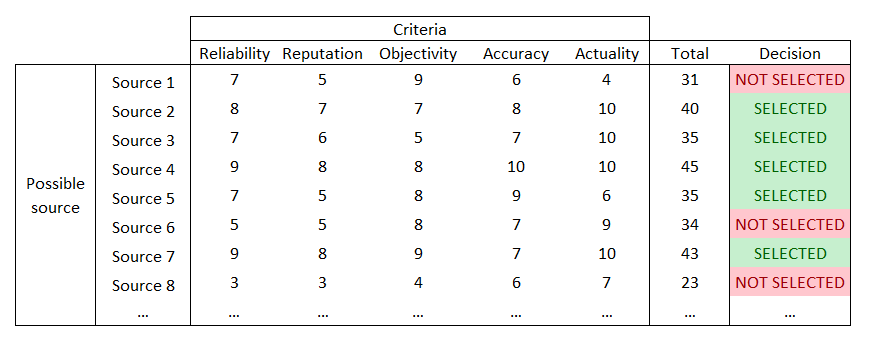 Criteria
Reliability Reputation Objectivity Accuracy Actuality Total Decision
Source 1 7 5 9 6 4 31 NOT SELECTED
Source 2 8 7 7 8 10 40 SELECTED
Source 3 7 6 5 7 10 35 SELECTED
Source 4 9 8 8 10 10 45 SELECTED
Possible source
Source 5 7 5 8 9 6 35 SELECTED
Source 6 5 5 8 7 9 34 NOT SELECTED
Source 7 9 8 9 7 10 43 SELECTED
Source 8 3 3 4 6 7 23 NOT SELECTED
... ... ... ... ... ... ... ...